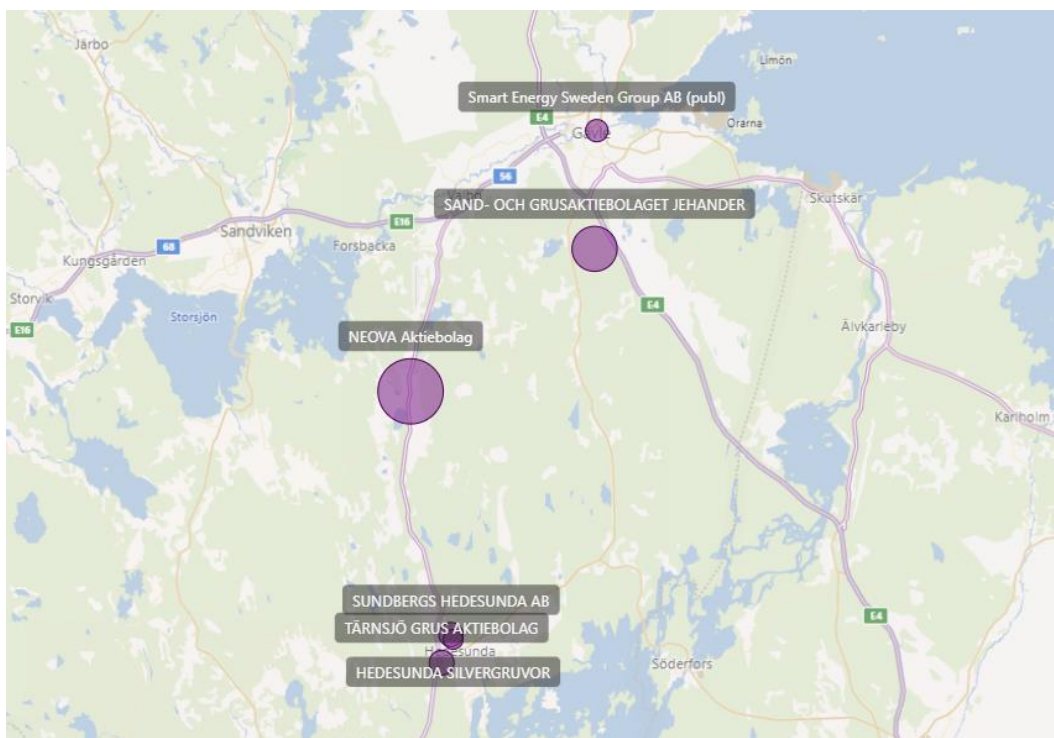 Järbo
Limön
Smart Energy Sweden Group AB (publ)
E4
Gävle
Orarna
56
Valbo
SAND- OCH GRUSAKTIEBOLAGET JEHANDER
Skutskär
E16
Sandviken
Forsbacka
68
Kungsgården
Storvik
Storsjön
E4
E16
Älvkarleby
NEOVA Aktiebolag
Karlholm
SUNDBERGS HEDESUNDA AB
E4
TÄRNSJÖ GRUS AKTIEBOLAG
Hedesunda
Söderfors
HEDESUNDA SILVERGRUVOR